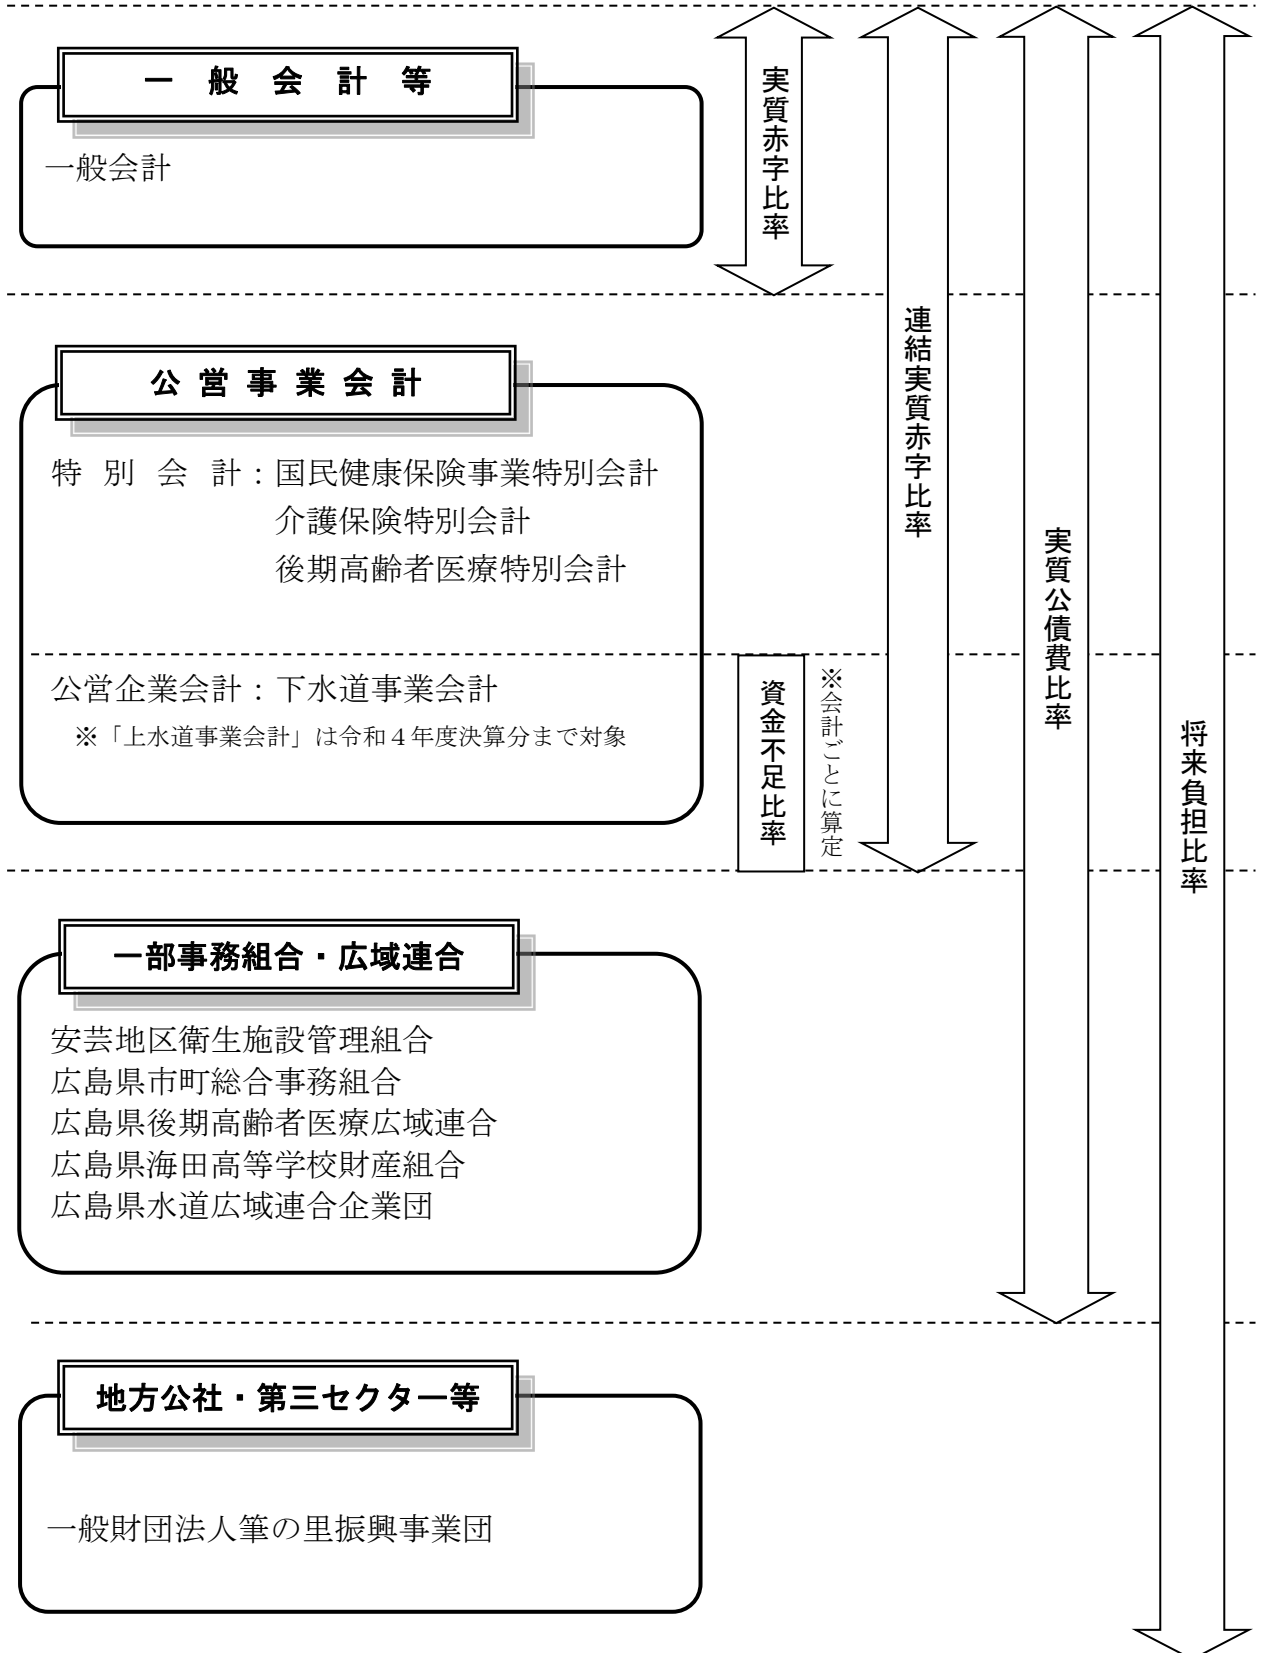 一般会計等
一般会計
実質赤字比率
連結実質赤字比率
実質公債費比率
将来負担比率
公営事業会計
特別会計：国民健康保険事業特別会計
介護保険特別会計
後期高齢者医療特別会計
公営企業会計：下水道事業会計
※「上水道事業会計」は令和４年度決算分まで対象
資金不足比率
※会計ごとに算定
一部事務組合・広域連合
安芸地区衛生施設管理組合
広島県市町総合事務組合
広島県後期高齢者医療広域連合
広島県海田高等学校財産組合
広島県水道広域連合企業団
地方公社・第三セクター等
一般財団法人筆の里振興事業団